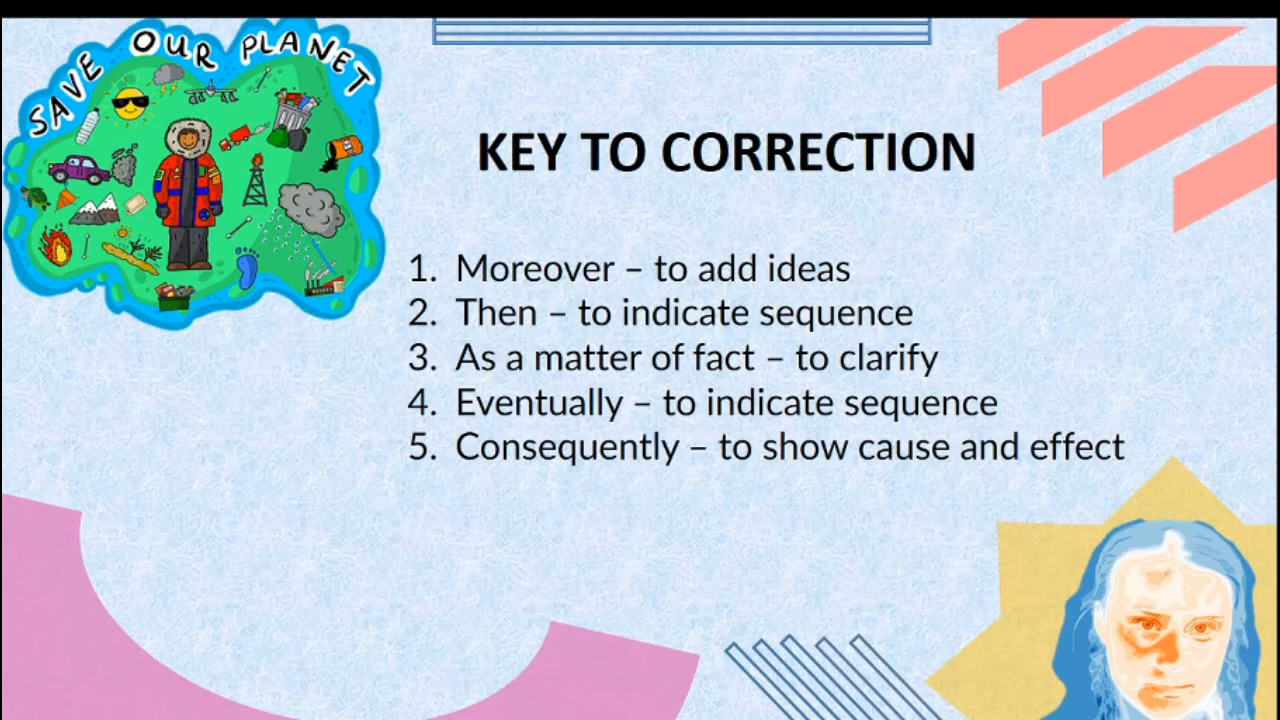 SAVE OUR PLANET
KEY TO CORRECTION
1. Moreover – to add ideas
2. Then – to indicate sequence
3. As a matter of fact – to clarify
4. Eventually – to indicate sequence
5. Consequently – to show cause and effect